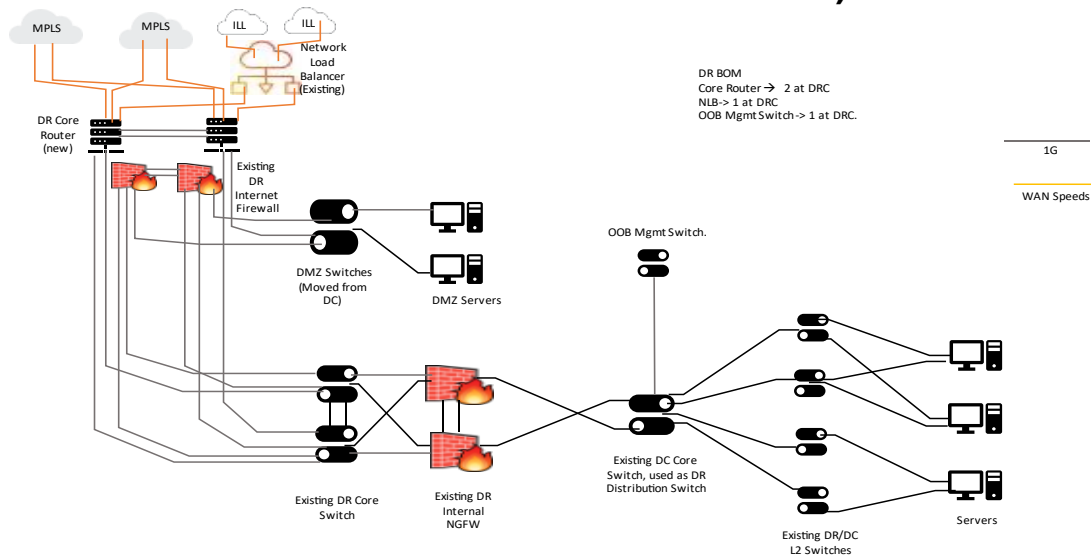 MPLS
MPLS
ILL
ILL
Network
Load
Balancer
(Existing)
DR BOM
Core Router → 2 at DRC
NLB-> 1 at DRC
OOB Mgmt Switch-> 1 at DRC.
DR Core
Router
(new)
1G
WAN Speeds
Existing
DR
Internet
Firewall
OOB Mgmt Switch.
DMZ Switches
(Moved from
DC)
DMZ Servers
Existing DR Core
Switch
Existing DR
Internal
NGFW
Existing DC Core
Switch, used as DR
Distribution Switch
Servers
Existing DR/DC
L2 Switches